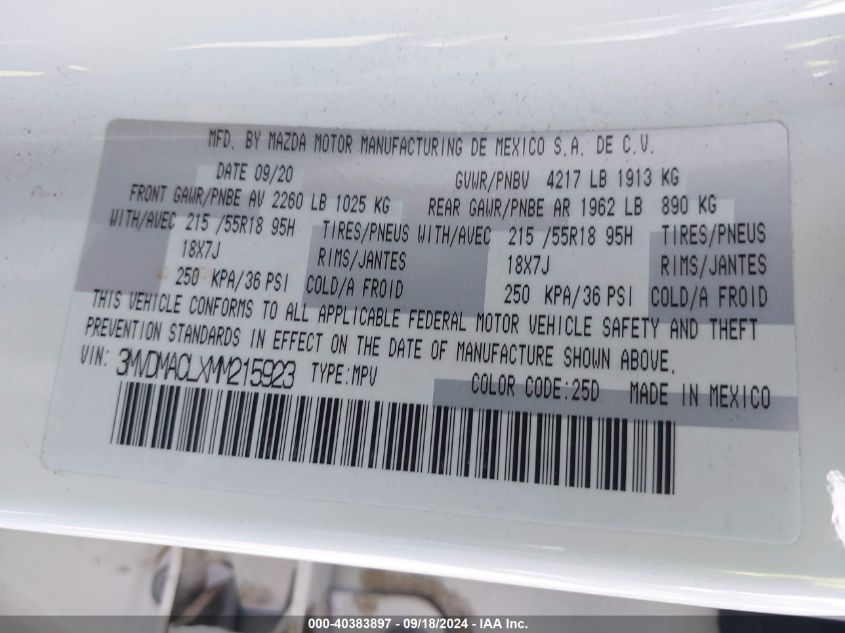 MFD. BY MAZDA MOTOR MANUFACTURING DE MEXICO S.A. DE C.V.
DATE 09/20 GVWR/PNBV 4217 LB 1913 KG
FRONT GAWR/PNBE AV 2260 LB 1025 KG REAR GAWR/PNBE AR 1962 LB 890 KG
WITH/AVEC 215 /55R18 95H TIRES/PNEUS WITH/AVEC 215 /55R18 95H TIRES/PNEUS
18X7J RIMS/JANTES 18X7J RIMS/JANTES
250 KPA/36 PSI COLD/A FROID 250 KPA/36 PSI COLD/A FROID
THIS VEHICLE CONFORMS TO ALL APPLICABLE FEDERAL MOTOR VEHICLE SAFETY AND THEFT
PREVENTION STANDARDS IN EFFECT ON THE DATE OF MANUFACTURE SHOWN ABOVE.
VIN: 3MVDMACLXMM215923 TYPE:MPV COLOR CODE:25D MADE IN MEXICO
000-40383897 - 09/18/2024 - IAA Inc.